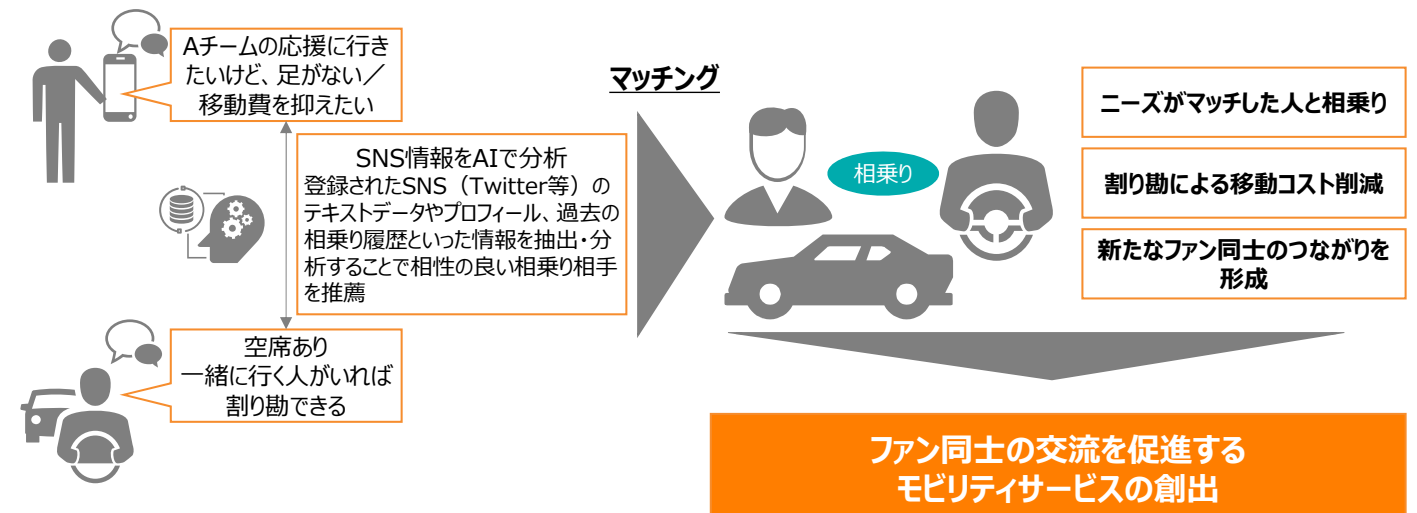 Aチームの応援に行き
たいけど、足がない／
移動費を抑えたい
SNS情報をAIで分析
登録されたSNS（Twitter等）の
テキストデータやプロフィール、過去の
相乗り履歴といった情報を抽出・分
析することで相性の良い相乗り相手
を推薦
空席あり
一緒に行く人がいれば
割り勘できる
マッチング
相乗り
ニーズがマッチした人と相乗り
割り勘による移動コスト削減
新たなファン同士のつながりを
形成
ファン同士の交流を促進する
モビリティサービスの創出